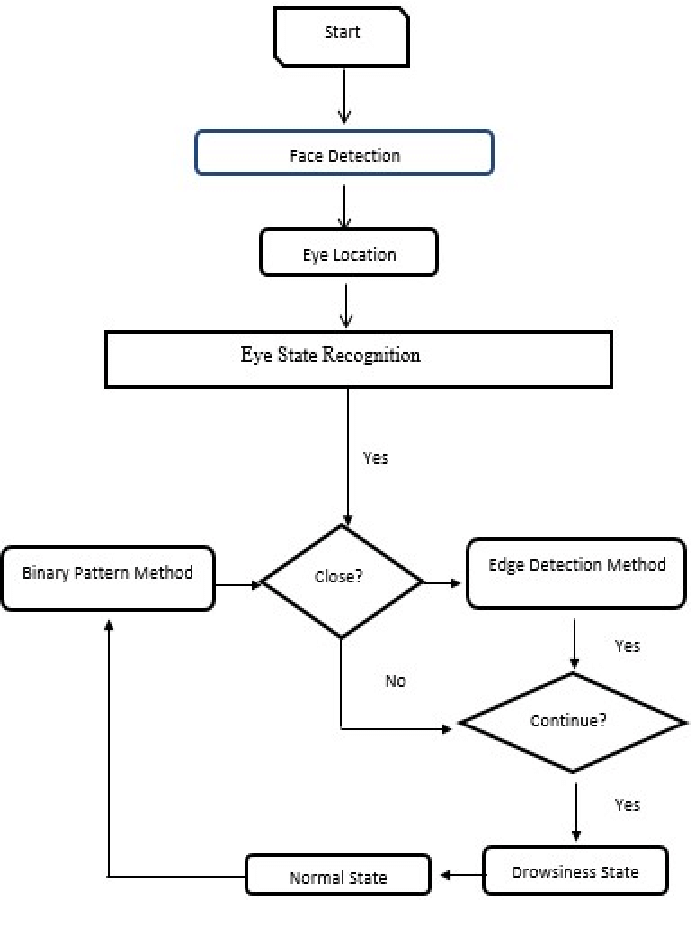 Start
Face Detection
Eye Location
Eye State Recognition
Yes
Binary Pattern Method
Close?
Edge Detection Method
Yes
No
Continue?
Yes
Normal State
Drowsiness State